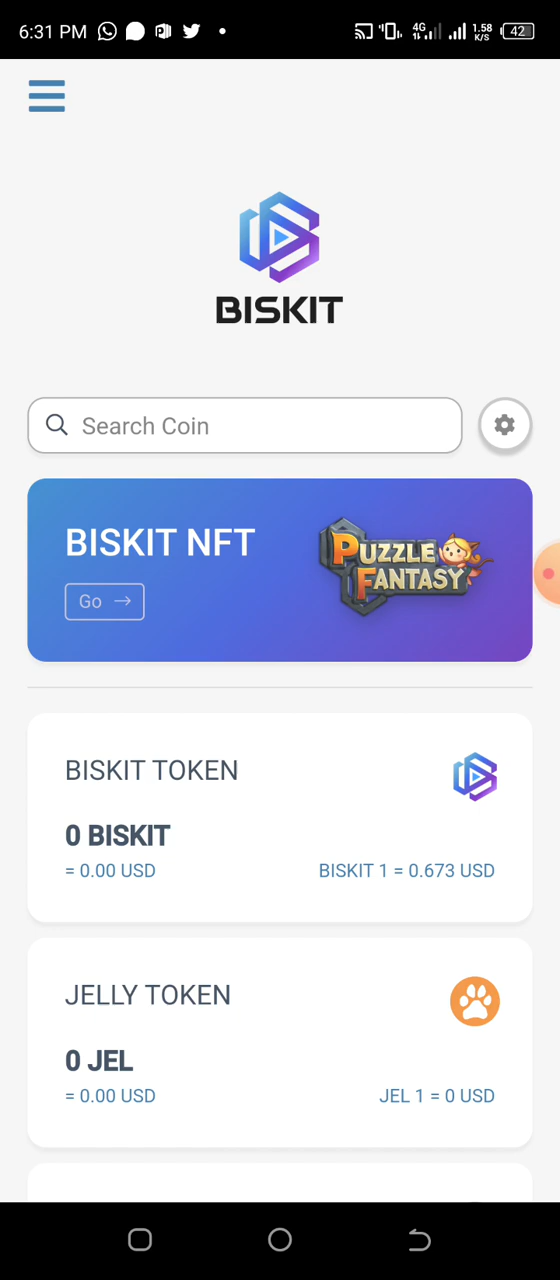 6:31 PM 4G 1.58 K/S 42
BISKIT
Search Coin
BISKIT NFT
PUZZLE
FANTASY
Go →
BISKIT TOKEN
0 BISKIT
= 0.00 USD BISKIT 1 = 0.673 USD
JELLY TOKEN
0 JEL
= 0.00 USD JEL 1 = 0 USD